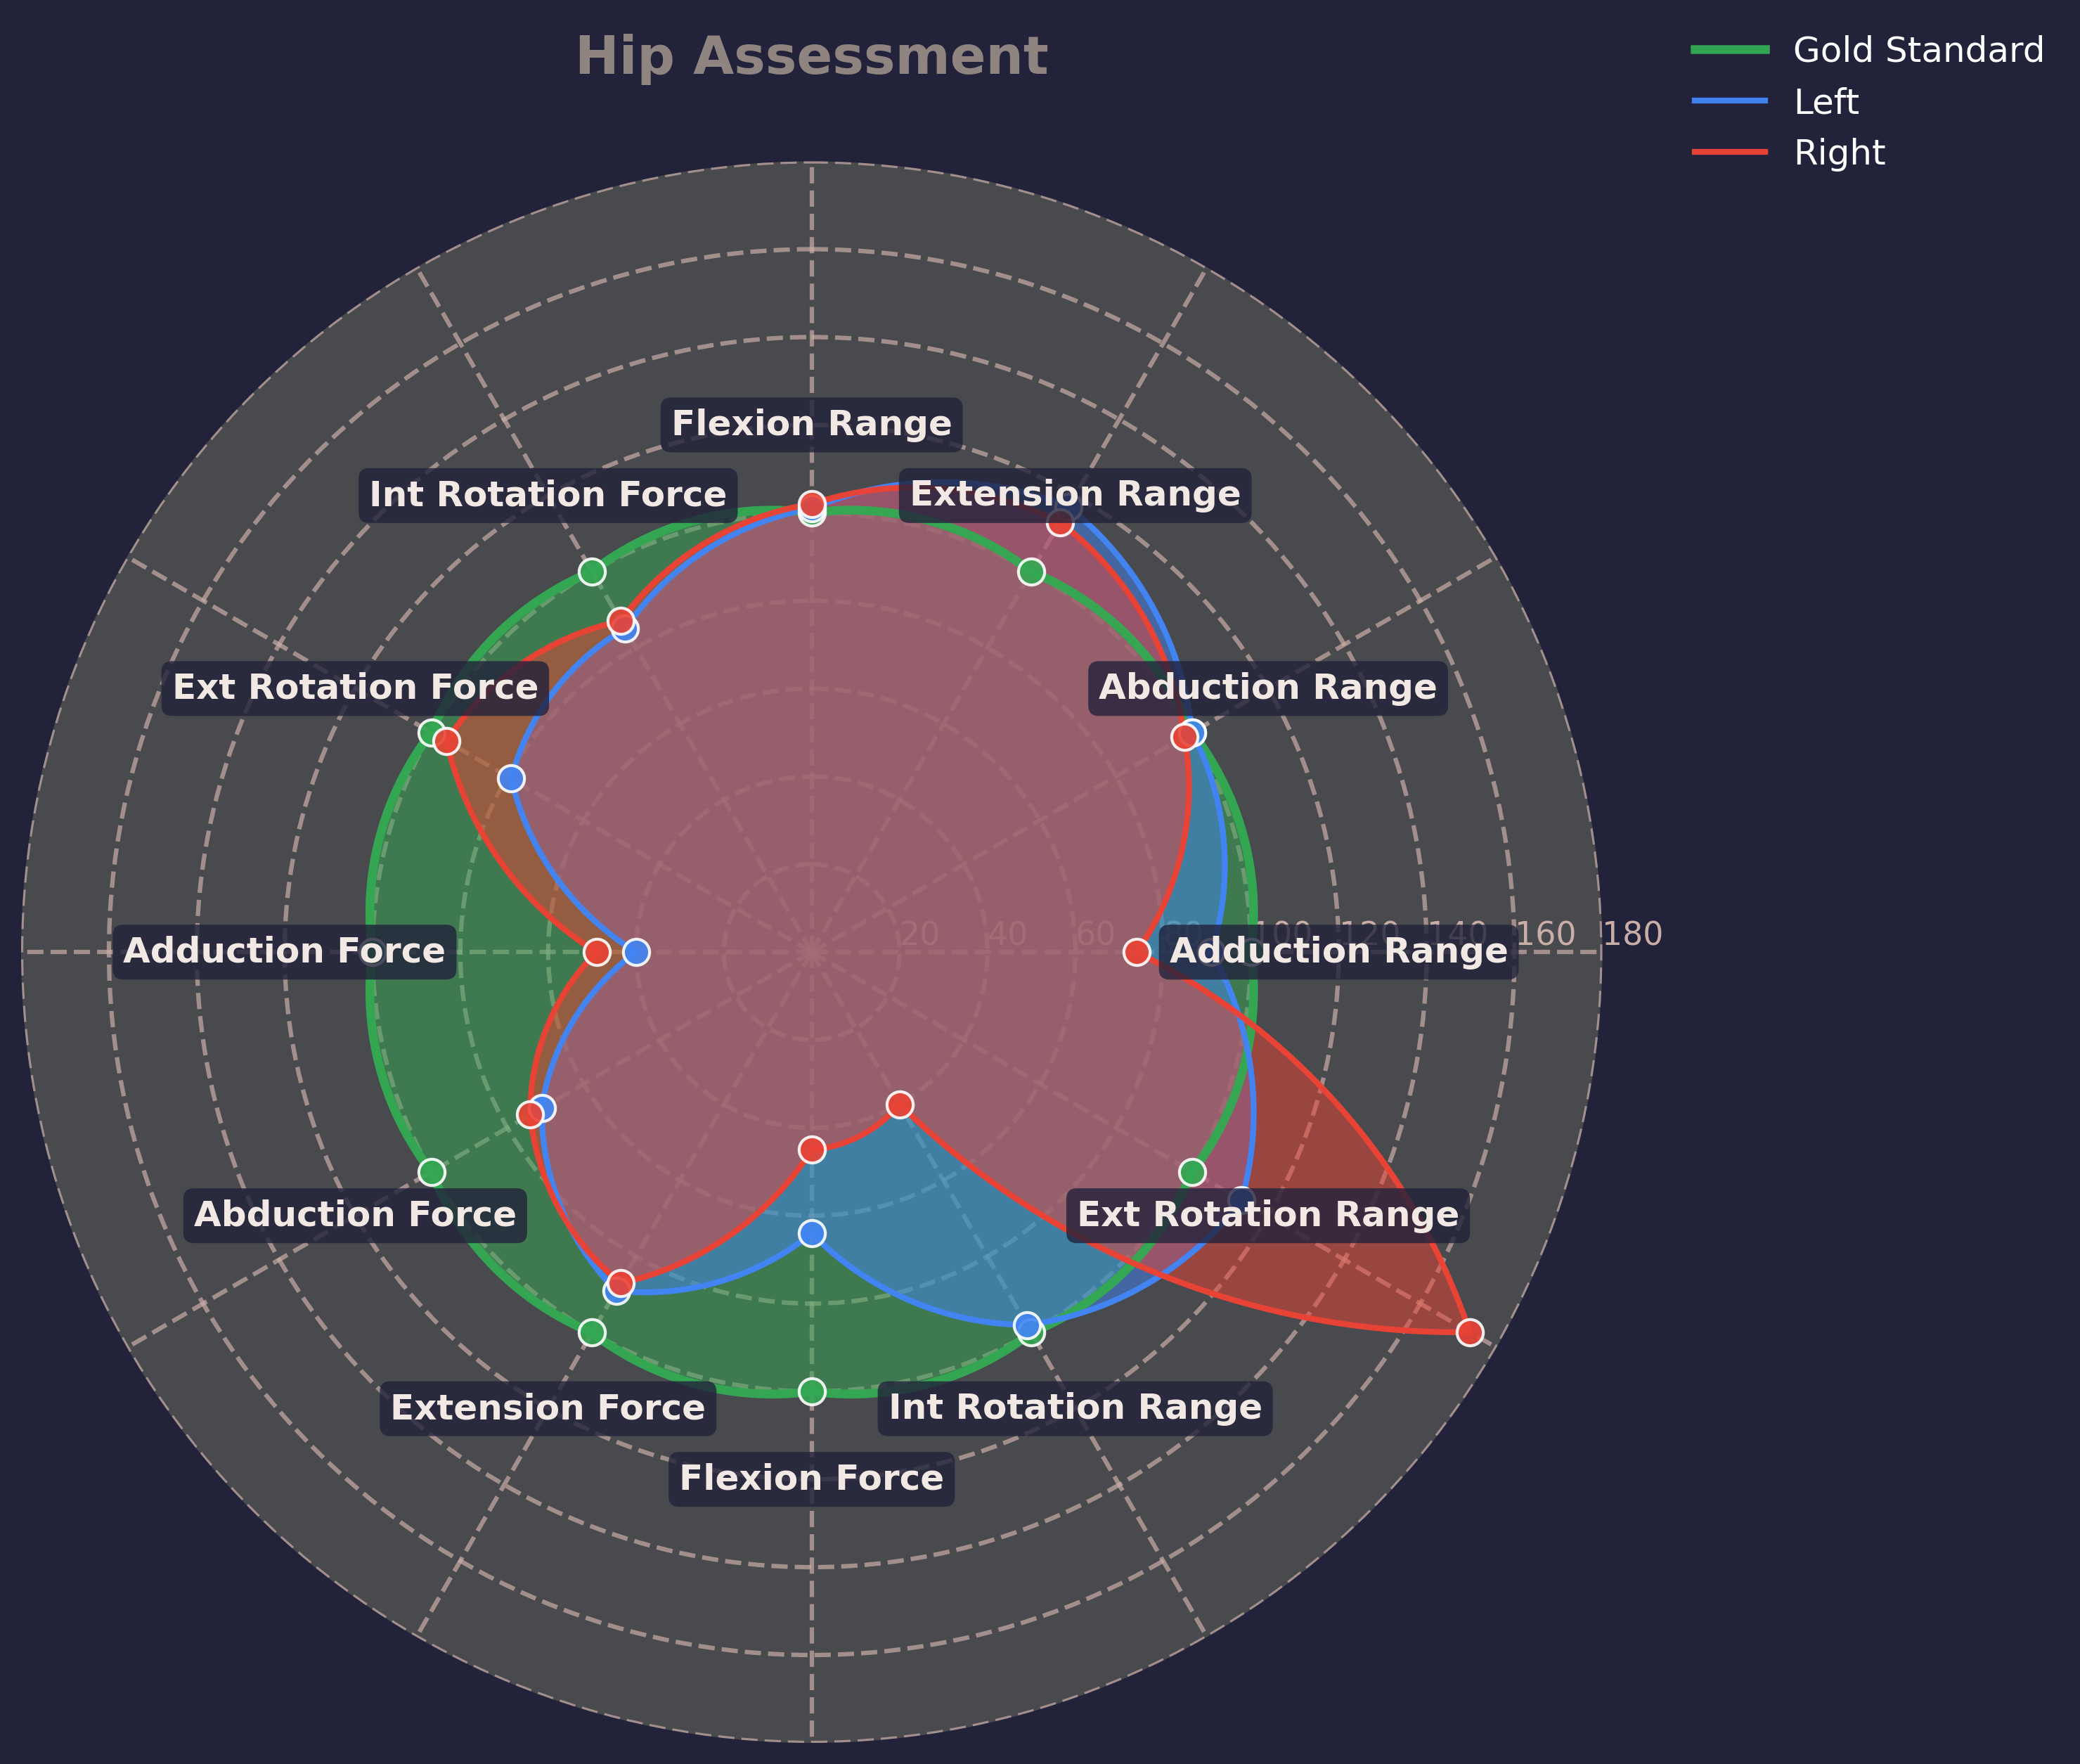 Hip Assessment
Gold Standard
Left
Right
Flexion Range
Int Rotation Force
Extension Range
Ext Rotation Force
Abduction Range
20 40 60 80 100 120 140 160 180
Adduction Force
Adduction Range
Abduction Force
Ext Rotation Range
Extension Force
Int Rotation Range
Flexion Force